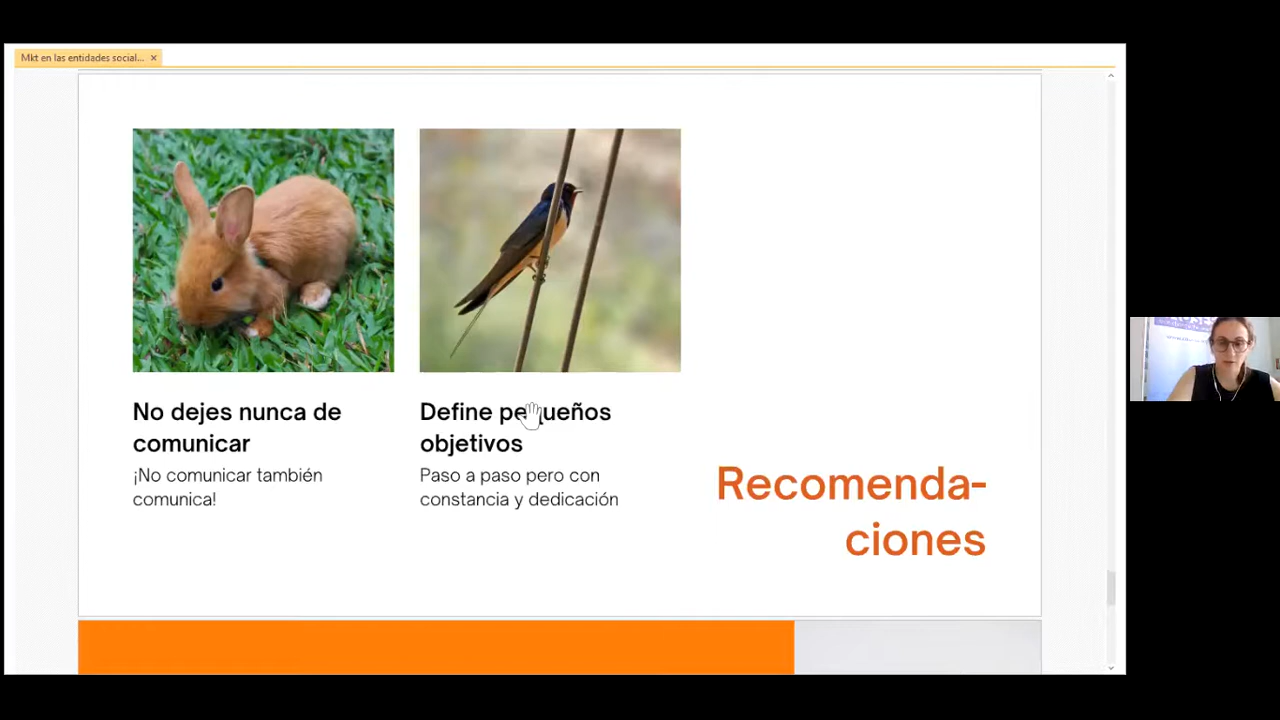 Mkt en las entidades social...
No dejes nunca de
comunicar
¡No comunicar también
comunica!
Define pequeños
objetivos
Paso a paso pero con
constancia y dedicación
Recomenda-
ciones